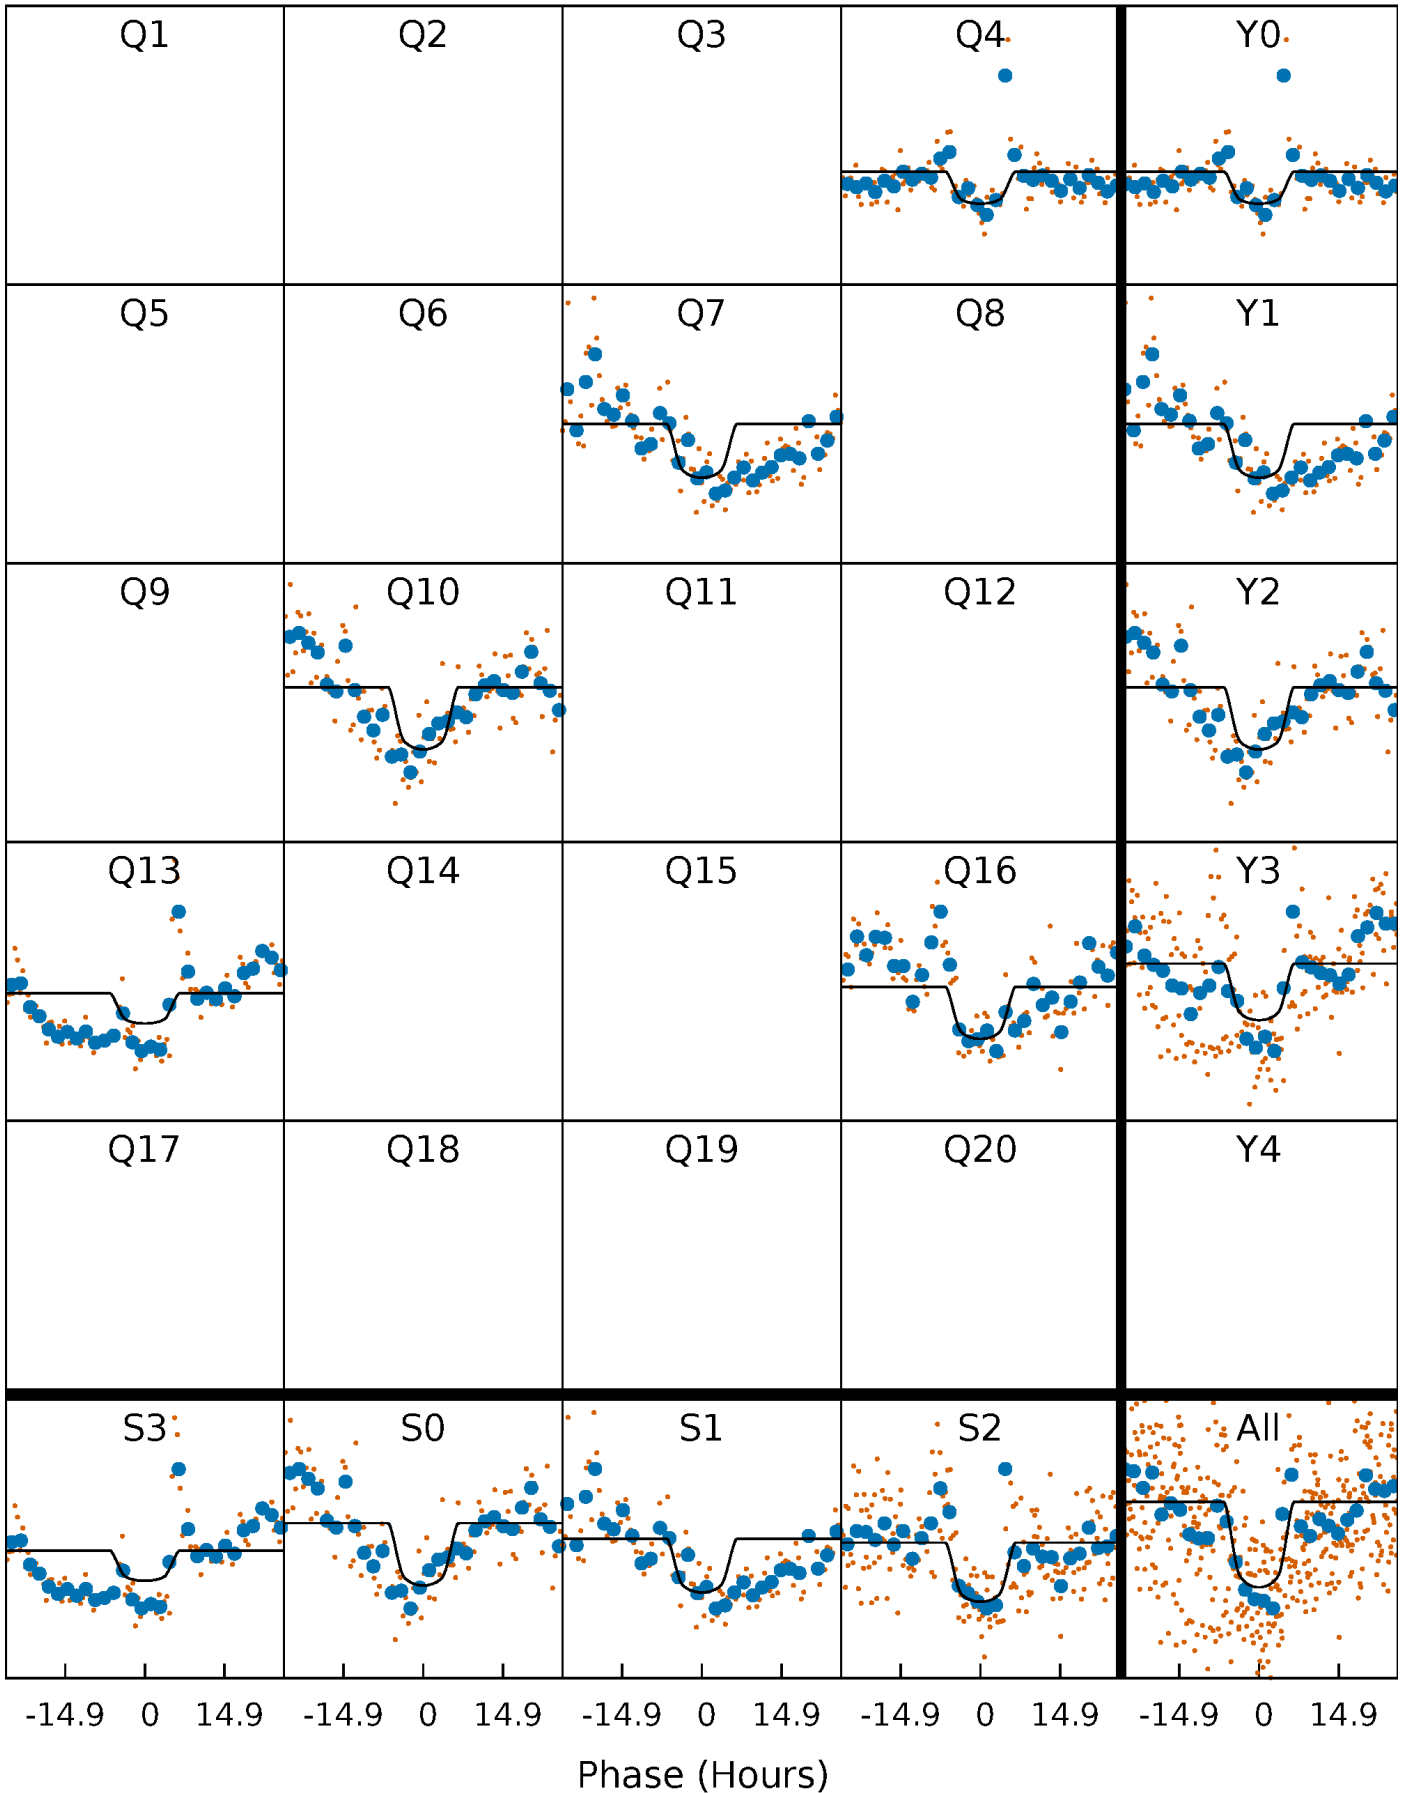 Q1 Q2 Q3 Q4 Y0
Q5 Q6 Q7 Q8 Y1
Q9 Q10 Q11 Q12 Y2
Q13 Q14 Q15 Q16 Y3
Q17 Q18 Q19 Q20 Y4
S3 S0 S1 S2 All
-14.9 0 14.9 -14.9 0 14.9 -14.9 0 14.9 -14.9 0 14.9 -14.9 0 14.9
Phase (Hours)